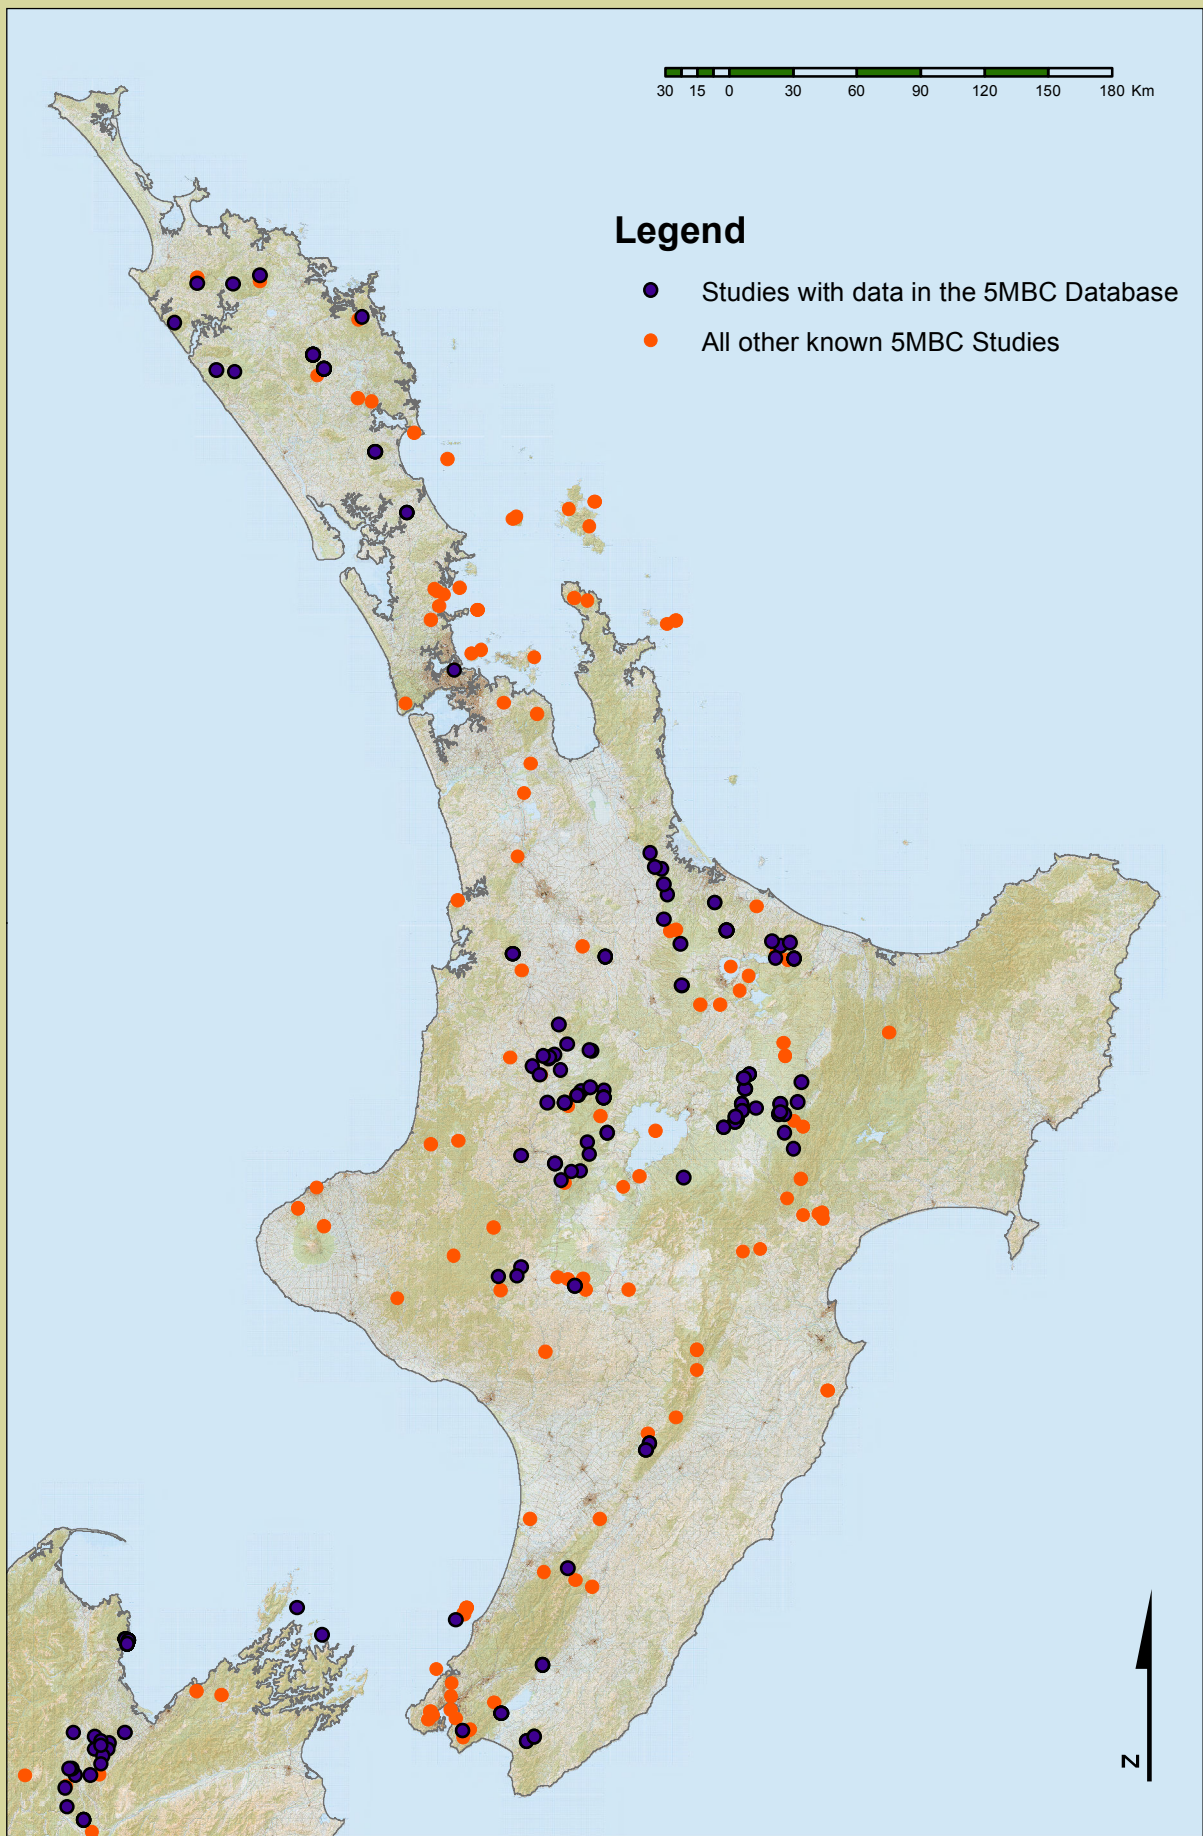 30 15 0 30 60 90 120 150 180 Km
Legend
Studies with data in the 5MBC Database
All other known 5MBC Studies
N